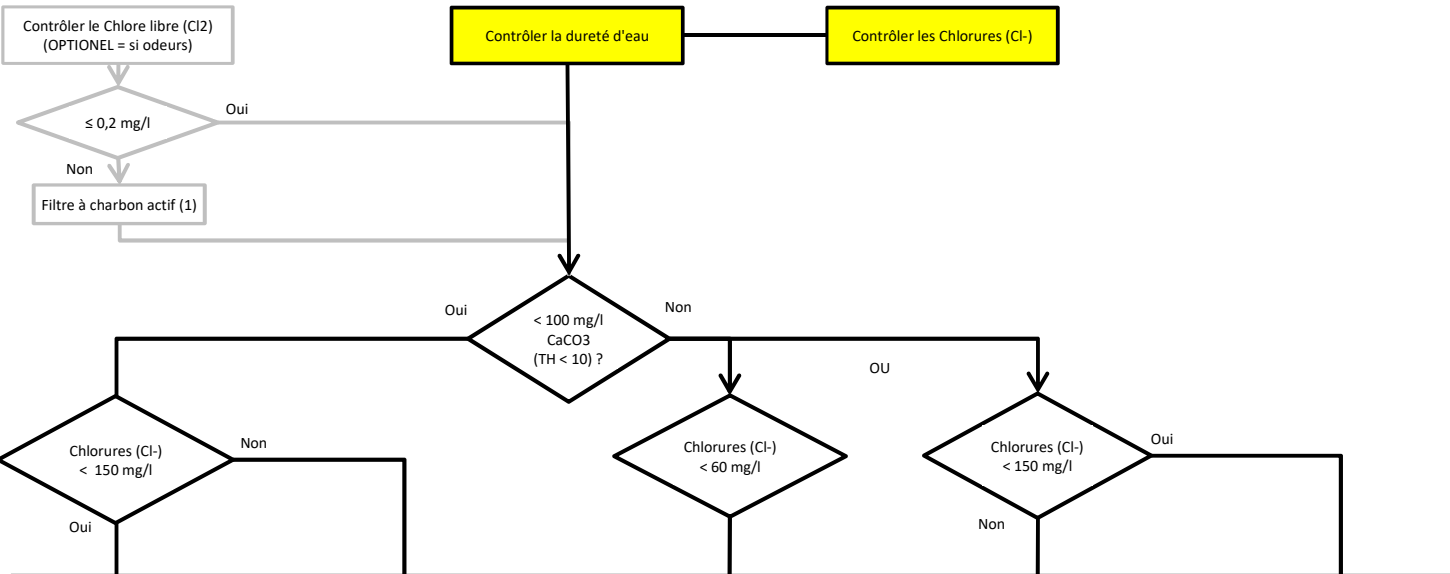 Contrôler le Chlore libre (Cl2)
(OPTIONEL = si odeurs)
Contrôler la dureté d'eau
Contrôler les Chlorures (Cl-)
≤ 0,2 mg/l
Oui
Non
Filtre à charbon actif (1)
Oui
< 100 mg/l
CaCO3
(TH < 10) ?
Non
OU
Chlorures (Cl-)
< 150 mg/l
Non
Oui
Chlorures (Cl-)
< 60 mg/l
Chlorures (Cl-)
< 150 mg/l
Oui
Non